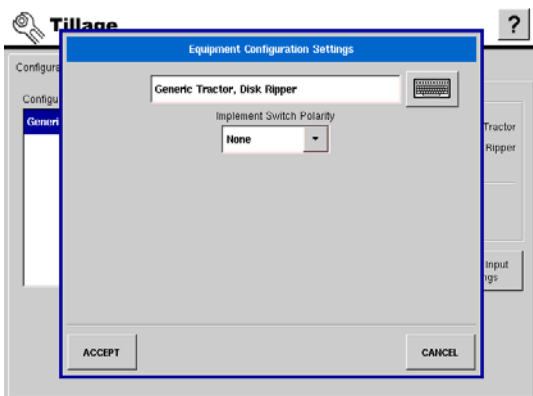 Tillage
?
Equipment Configuration Settings
Configura
Generic Tractor, Disk Ripper
Configu
Implement Switch Polarity
Generi
None
Tractor
Ripper
Input
ngs
ACCEPT
CANCEL